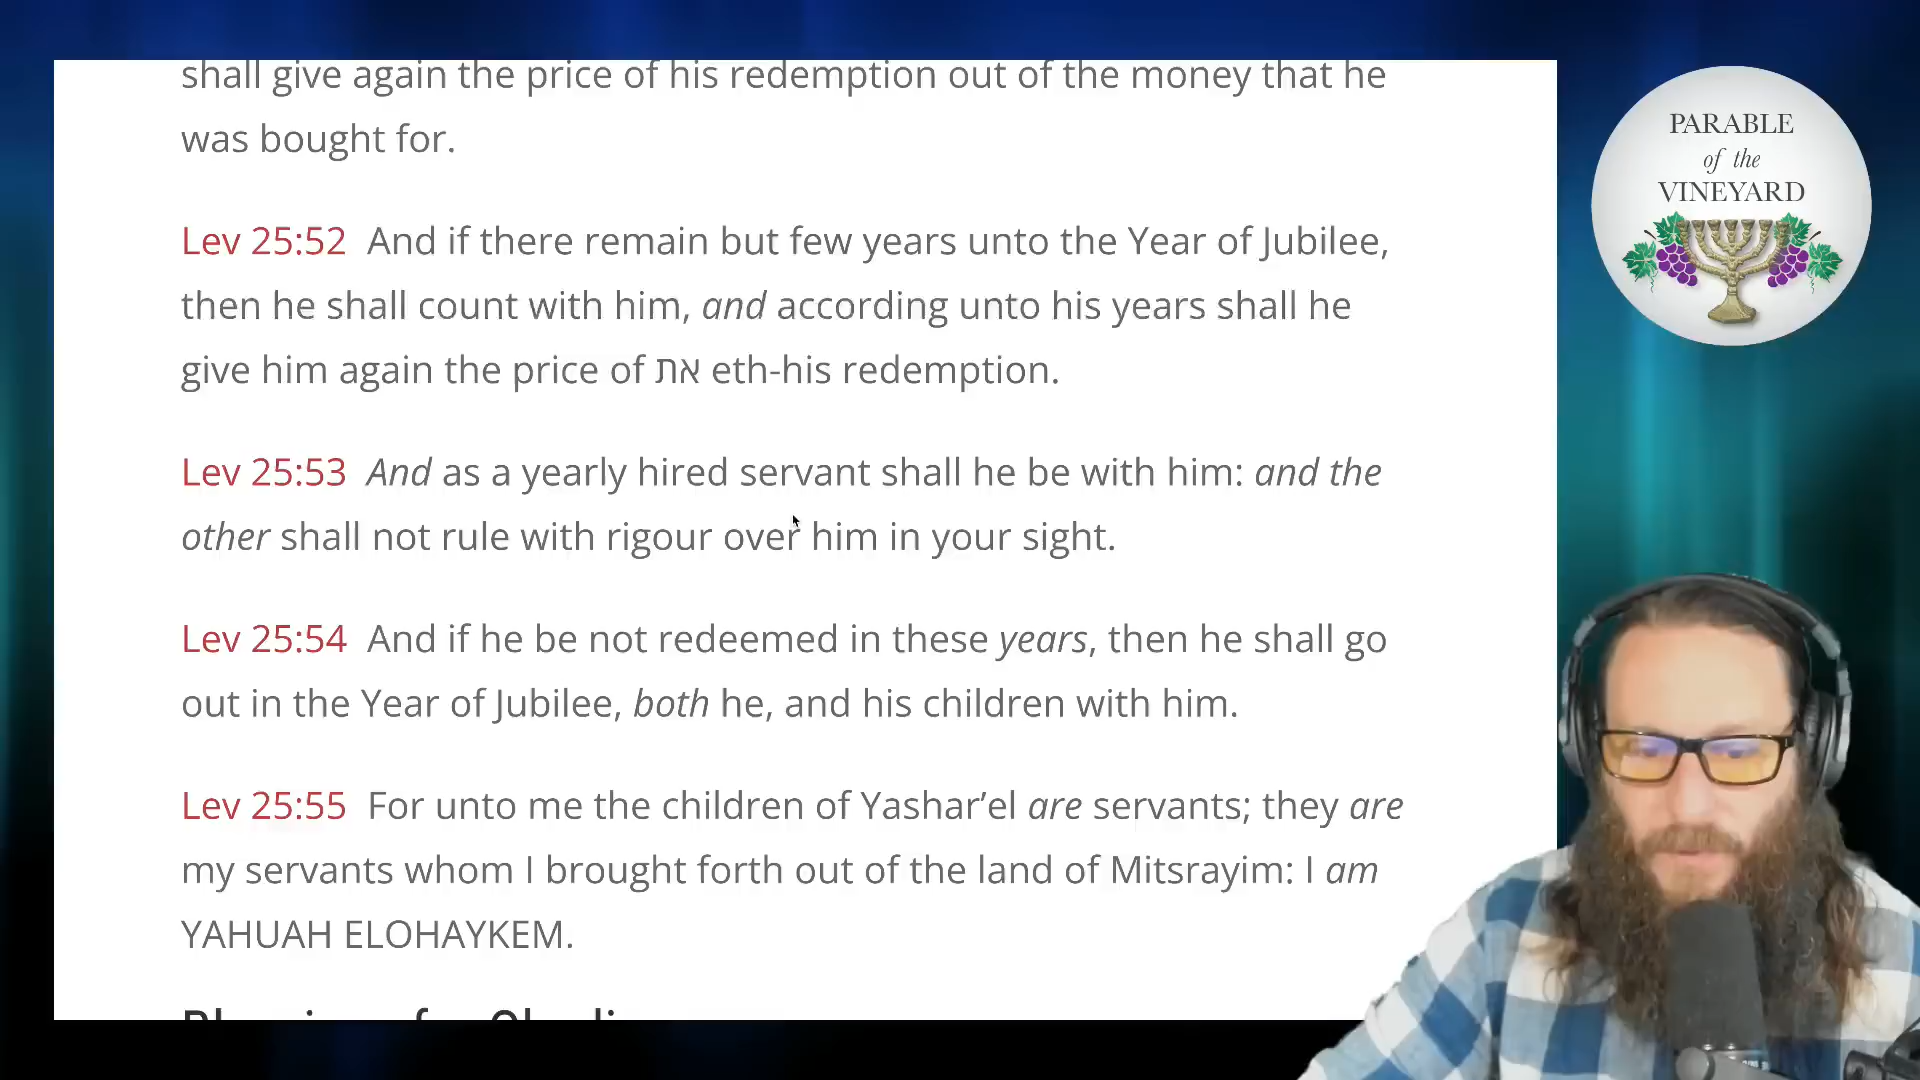 shall give again the price of his redemption out of the money that he
was bought for.
Lev 25:52 And if there remain but few years unto the Year of Jubilee,
then he shall count with him, and according unto his years shall he
give him again the price of את eth-his redemption.
Lev 25:53 And as a yearly hired servant shall he be with him: and the
other shall not rule with rigour over him in your sight.
Lev 25:54 And if he be not redeemed in these years, then he shall go
out in the Year of Jubilee, both he, and his children with him.
Lev 25:55 For unto me the children of Yashar’el are servants; they are
my servants whom I brought forth out of the land of Mitsrayim: I am
YAHUAH ELOHAYKEM.
PARABLE
of the
VINEYARD